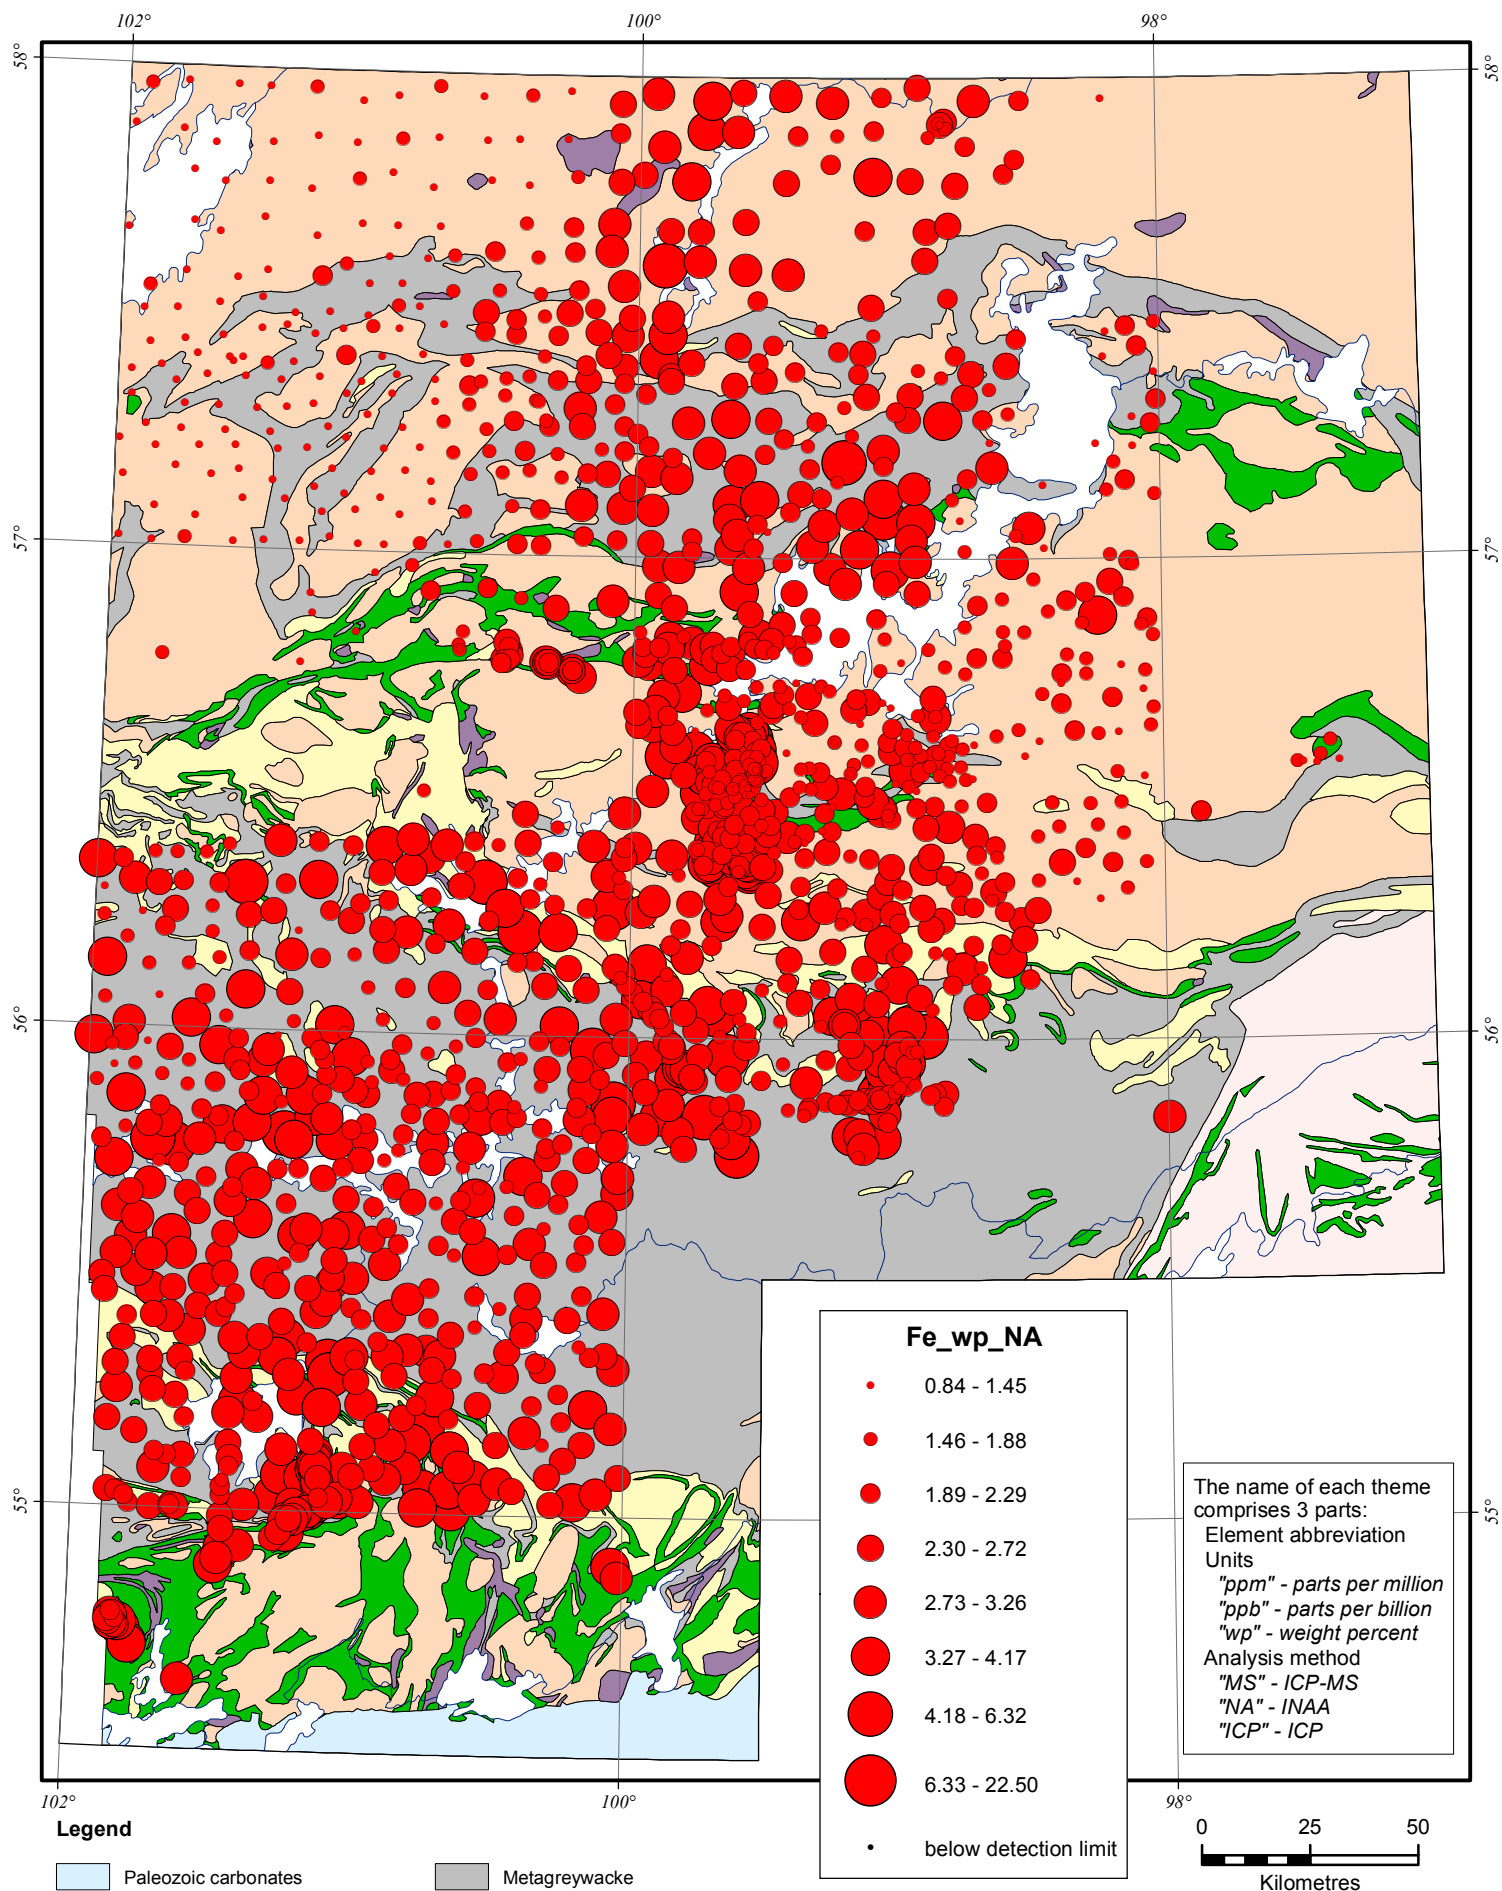 102° 100° 98°
58° 58°
57° 57°
56° 56°
55° 55°
Fe_wp_NA
0.84 - 1.45
1.46 - 1.88
1.89 - 2.29
2.30 - 2.72
2.73 - 3.26
3.27 - 4.17
4.18 - 6.32
6.33 - 22.50
below detection limit
The name of each theme
comprises 3 parts:
Element abbreviation
Units
"ppm" - parts per million
"ppb" - parts per billion
"wp" - weight percent
Analysis method
"MS" - ICP-MS
"NA" - INAA
"ICP" - ICP
102° 100° 98°
Legend
0 25 50
Kilometres
Paleozoic carbonates
Metagreywacke